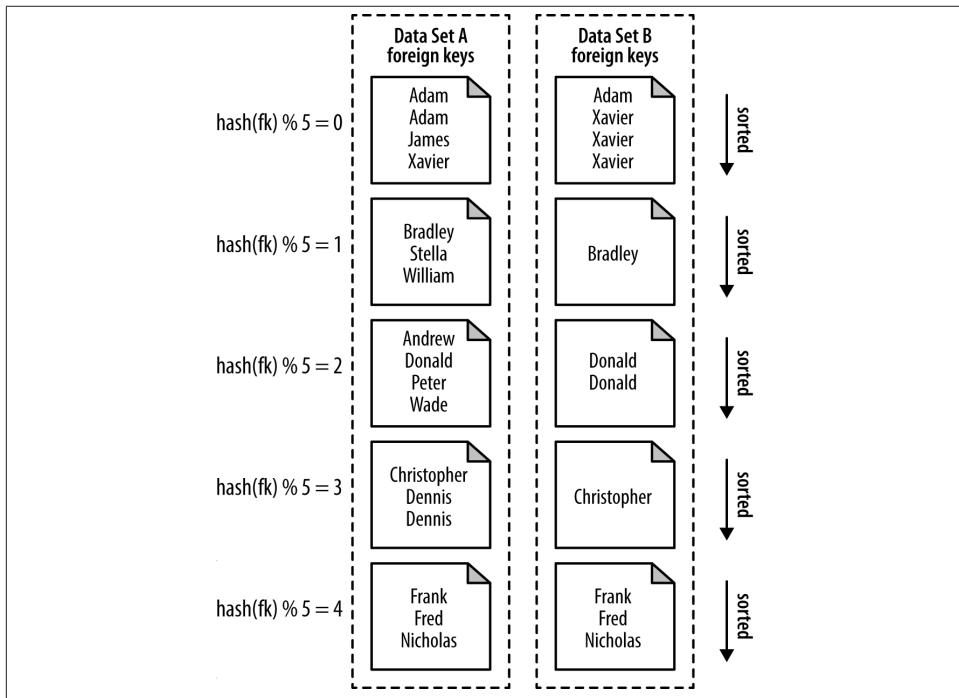 Data Set A
foreign keys
Data Set B
foreign keys
hash(fk) % 5 = 0
Adam
Adam
James
Xavier
Adam
Xavier
Xavier
Xavier
sorted
hash(fk) % 5 = 1
Bradley
Stella
William
Bradley
sorted
hash(fk) % 5 = 2
Andrew
Donald
Peter
Wade
Donald
Donald
sorted
hash(fk) % 5 = 3
Christopher
Dennis
Dennis
Christopher
sorted
hash(fk) % 5 = 4
Frank
Fred
Nicholas
Frank
Fred
Nicholas
sorted